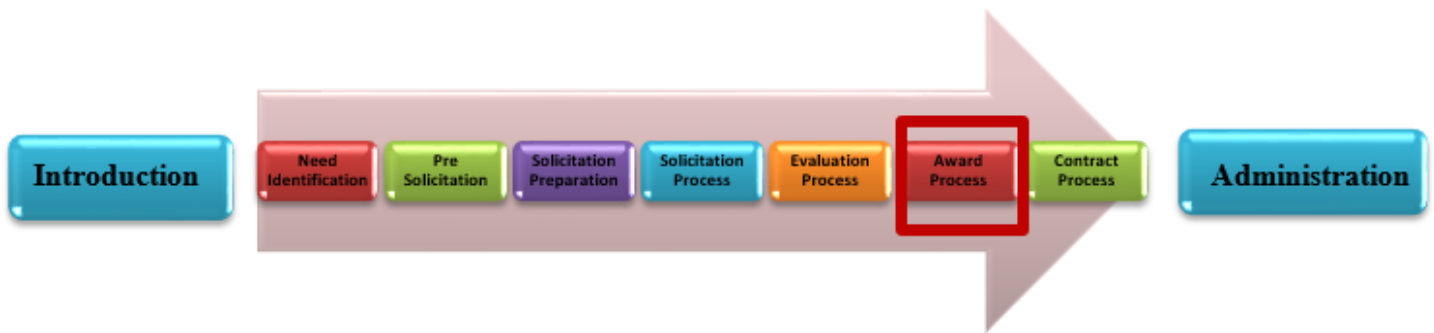 Introduction
Need
Identification
Pre
Solicitation
Solicitation
Preparation
Solicitation
Process
Evaluation
Process
Award
Process
Contract
Process
Administration